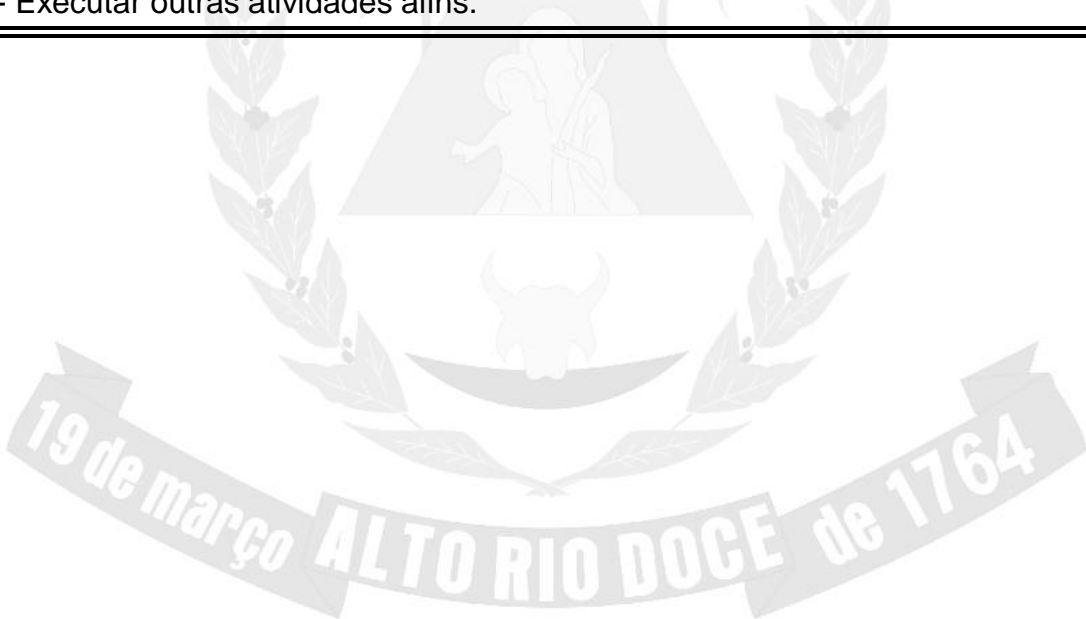 - Executar outras atividades afins.
19 de março ALTO RIO DOCE de 1764